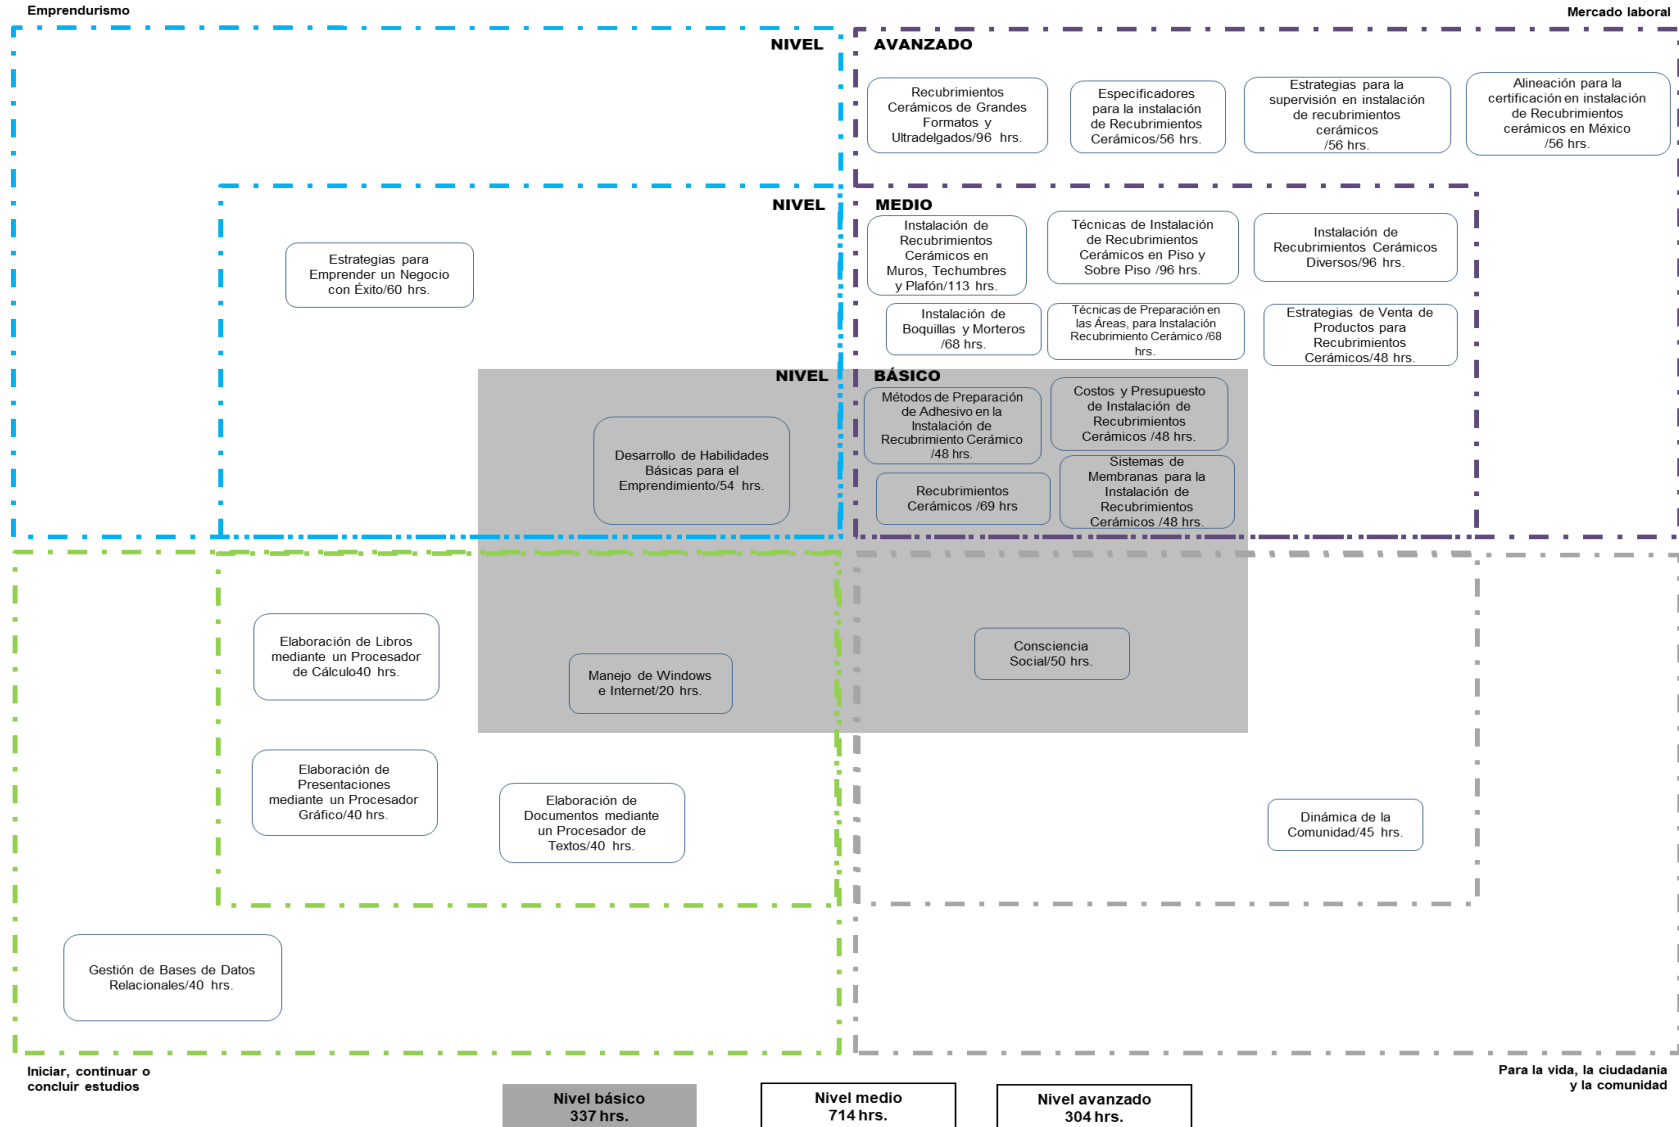 Emprendurismo
Mercado laboral
NIVEL AVANZADO
Recubrimientos
Cerámicos de Grandes
Formatos y
Ultradelgados/96 hrs.
Especificadores
para la instalación
de Recubrimientos
Cerámicos/56 hrs.
Estrategias para la
supervisión en instalación
de recubrimientos
cerámicos
/56 hrs.
Alineación para la
certificación en instalación
de Recubrimientos
cerámicos en México
/56 hrs.
NIVEL MEDIO
Estrategias para
Emprender un Negocio
con Éxito/60 hrs.
Instalación de
Recubrimientos
Cerámicos en
Muros, Techumbres
y Plafón/113 hrs.
Técnicas de Instalación
de Recubrimientos
Cerámicos en Piso y
Sobre Piso /96 hrs.
Instalación de
Recubrimientos Cerámicos
Diversos/96 hrs.
Instalación de
Boquillas y Morteros
/68 hrs.
Técnicas de Preparación en
las Áreas, para Instalación
Recubrimiento Cerámico /68
hrs.
Estrategias de Venta de
Productos para
Recubrimientos
Cerámicos/48 hrs.
NIVEL BÁSICO
Desarrollo de Habilidades
Básicas para el
Emprendimiento/54 hrs.
Métodos de Preparación
de Adhesivo en la
Instalación de
Recubrimiento Cerámico
/48 hrs.
Costos y Presupuesto
de Instalación de
Recubrimientos
Cerámicos /48 hrs.
Recubrimientos
Cerámicos /69 hrs
Sistemas de
Membranas para la
Instalación de
Recubrimientos
Cerámicos /48 hrs.
Elaboración de Libros
mediante un Procesador
de Cálculo40 hrs.
Manejo de Windows
e Internet/20 hrs.
Consciencia
Social/50 hrs.
Elaboración de
Presentaciones
mediante un Procesador
Gráfico/40 hrs.
Elaboración de
Documentos mediante
un Procesador de
Textos/40 hrs.
Dinámica de la
Comunidad/45 hrs.
Gestión de Bases de Datos
Relacionales/40 hrs.
Iniciar, continuar o
concluir estudios
Para la vida, la ciudadanía
y la comunidad
Nivel básico
337 hrs.
Nivel medio
714 hrs.
Nivel avanzado
304 hrs.